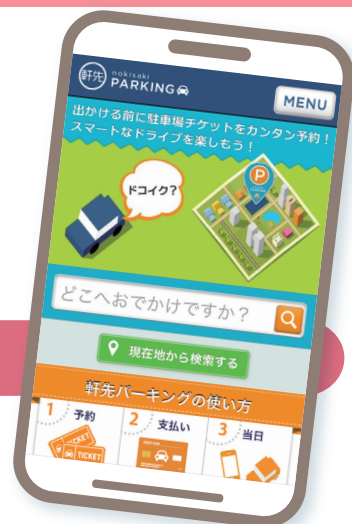 軒先 nokisaki PARKING
MENU
出かける前に駐車場チケットをカンタン予約！
スマートなドライブを楽しもう！
ドコイク？
P
どこへおでかけですか？
現在地から検索する
軒先パーキングの使い方
1 予約
2 支払い
3 当日
TICKET
TICKET